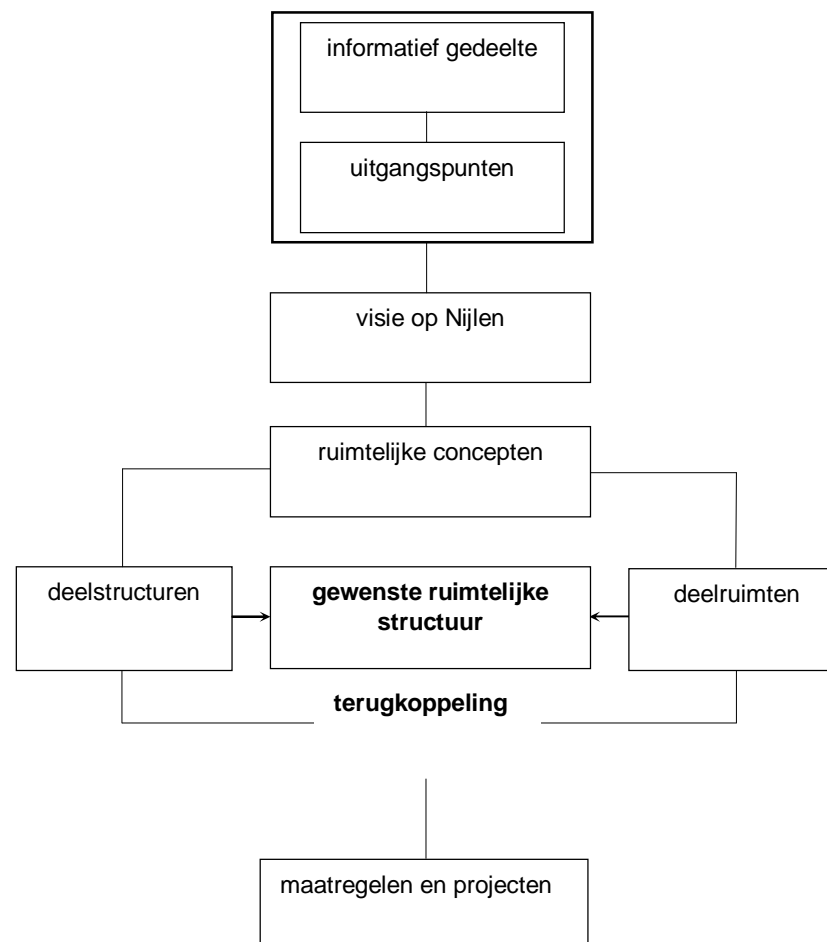 informatief gedeelte
uitgangspunten
visie op Nijlen
ruimtelijke concepten
deelstructuren
gewenste ruimtelijke
structuur
deelruimten
terugkoppeling
maatregelen en projecten